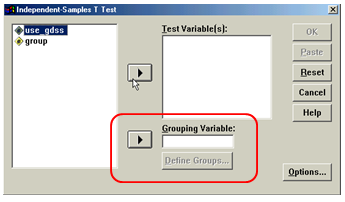 Independent-Samples T Test
use_gdss
group
Test Variable(s):
Grouping Variable:
Define Groups...
OK
Paste
Reset
Cancel
Help
Options...